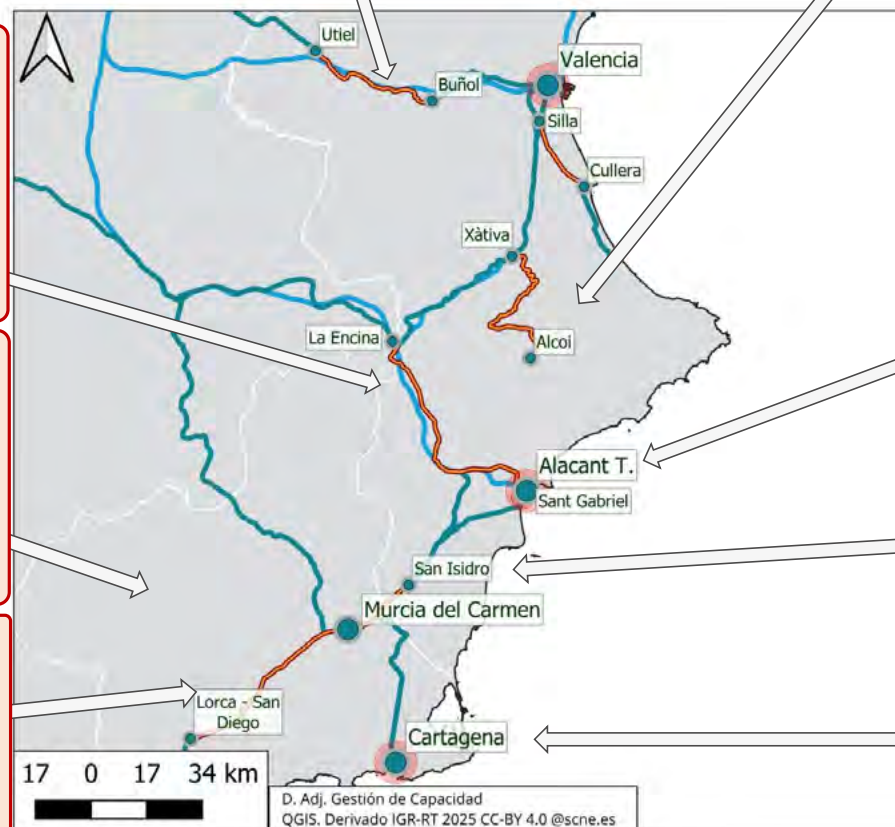 Utiel
Valencia
Buñol
Silla
Cullera
Xàtiva
La Encina
Alcoi
Alacant T.
Sant Gabriel
San Isidro
Murcia del Carmen
Lorca - San
Diego
Cartagena
17 0 17 34 km
D. Adj. Gestión de Capacidad
QGIS. Derivado IGR-RT 2025 CC-BY 4.0 @scne.es